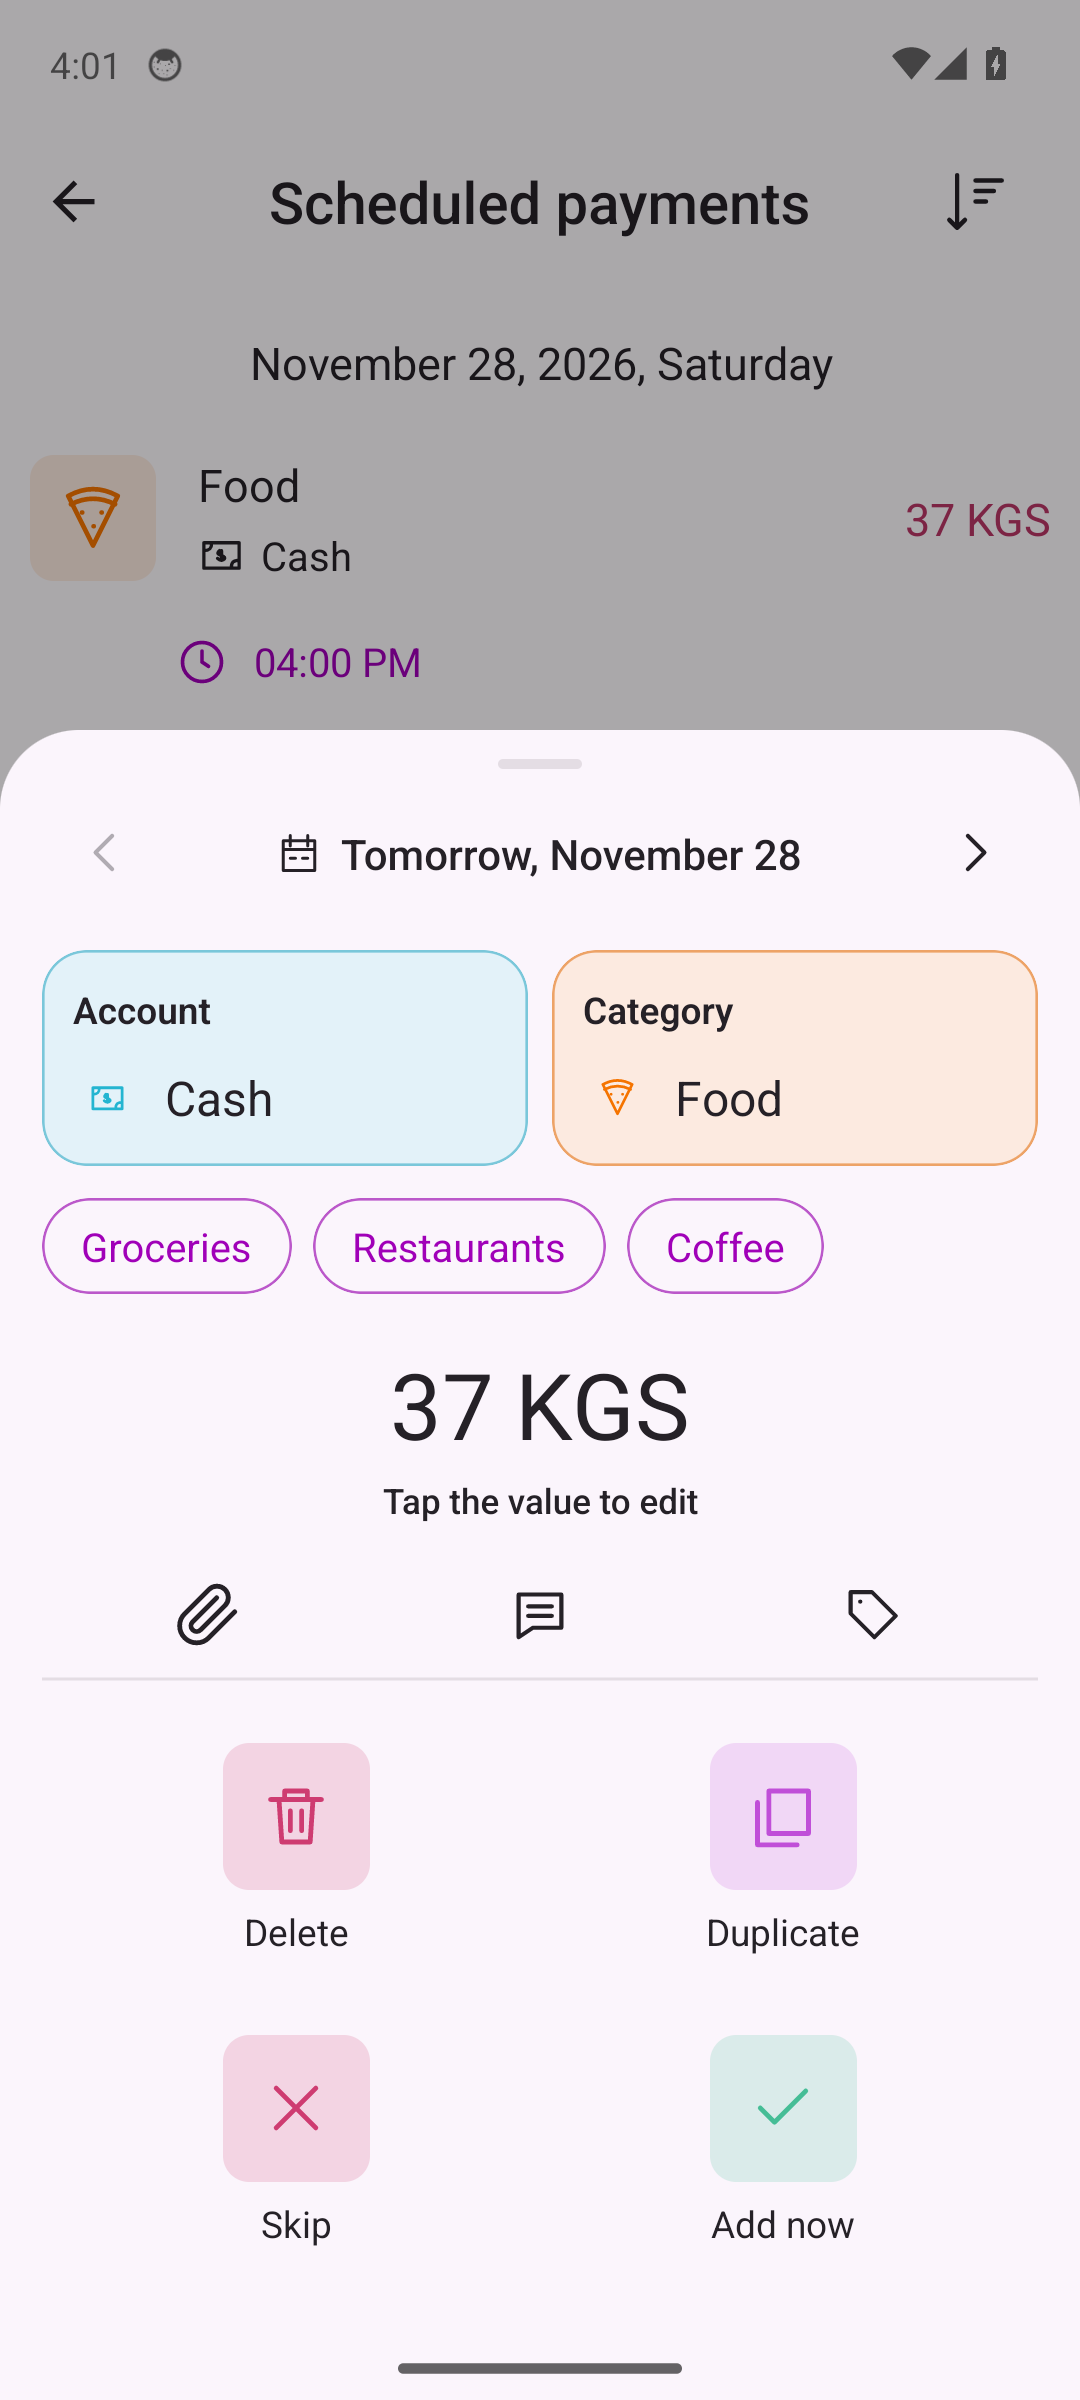 4:01
Scheduled payments
November 28, 2026, Saturday
Food
37 KGS
Cash
04:00 PM
Tomorrow, November 28
Account
Category
Cash
Food
Groceries
Restaurants
Coffee
37 KGS
Tap the value to edit
Delete
Duplicate
Skip
Add now